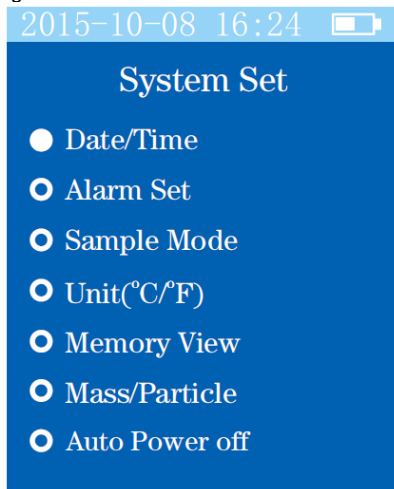 2015-10-08 16:24
System Set
Date/Time
Alarm Set
Sample Mode
Unit(°C/°F)
Memory View
Mass/Particle
Auto Power off